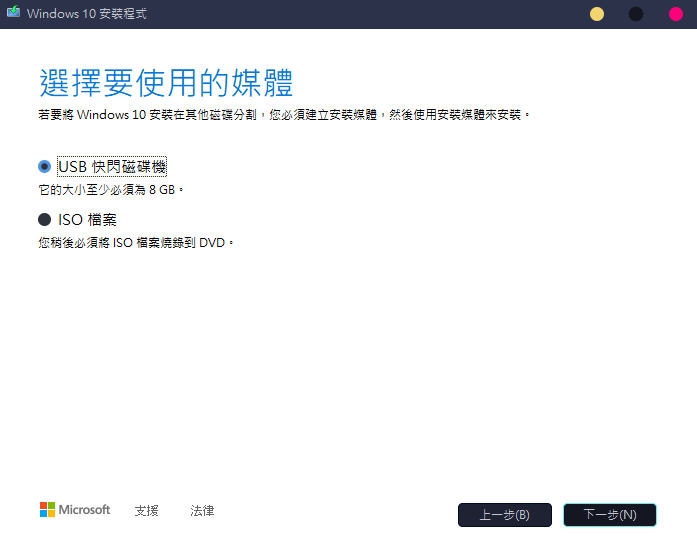 Windows 10 安裝程式
選擇要使用的媒體
若要將 Windows 10 安裝在其他磁碟分割，您必須建立安裝媒體，然後使用安裝媒體來安裝。
USB 快閃磁碟機
它的大小至少必須為 8 GB。
ISO 檔案
您稍後必須將 ISO 檔案燒錄到 DVD。
Microsoft 支援 法律 上一步(B) 下一步(N)